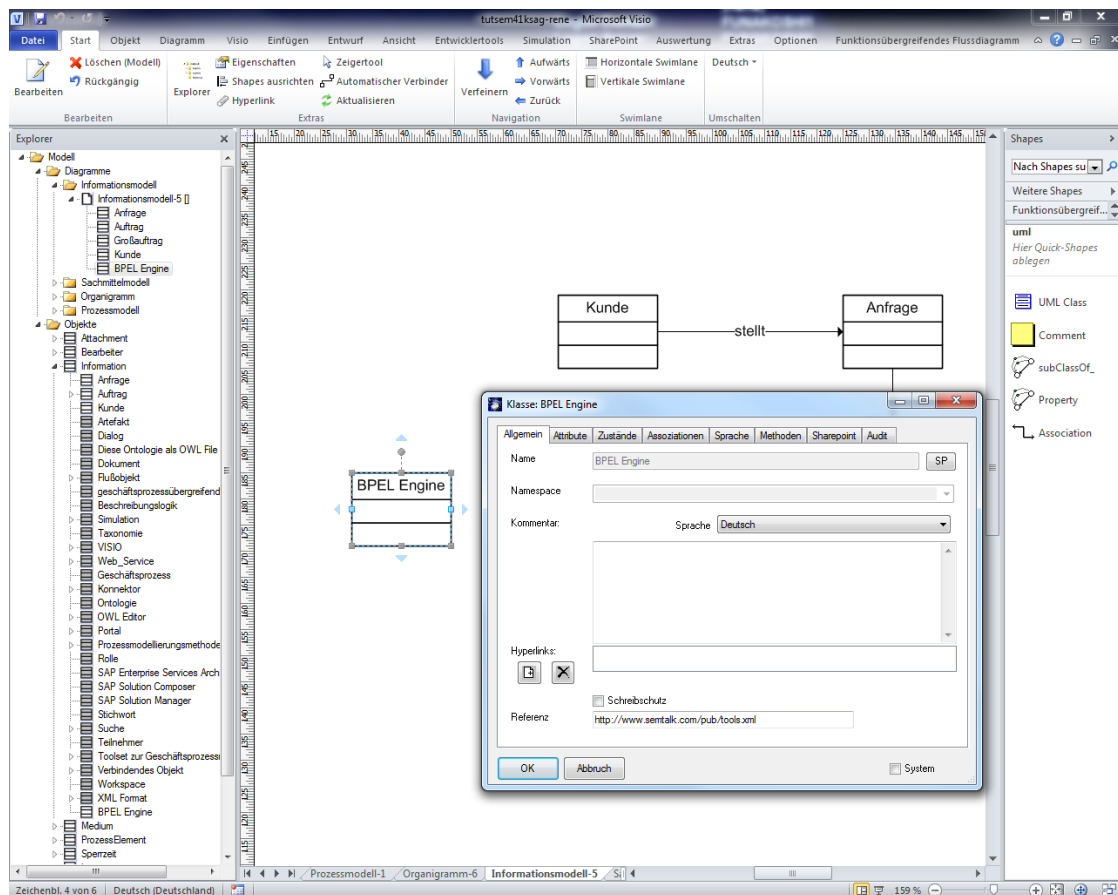 tutsem41ksag-rene - Microsoft Visio
Datei Start Objekt Diagramm Visio Einfügen Entwurf Ansicht Entwicklertools Simulation SharePoint Auswertung Extras Optionen Funktionsübergreifendes Flussdiagramm
Bearbeiten
Löschen (Modell)
Rückgängig
Bearbeiten
Explorer
Eigenschaften
Shapes ausrichten
Hyperlink
Zeigertool
Automatischer Verbinder
Aktualisieren
Extras
Verfeinern
Aufwärts
Vorwärts
Zurück
Navigation
Horizontale Swimlane
Vertikale Swimlane
Swimlane
Deutsch
Umschalten
Explorer
Modell
Diagramme
Informationsmodell
Informationsmodell-5 []
Anfrage
Auftrag
Großauftrag
Kunde
BPEL Engine
Sachmittelmodell
Organigramm
Prozessmodell
Objekte
Attachment
Bearbeiter
Information
Anfrage
Auftrag
Kunde
Artefakt
Dialog
Diese Ontologie als OWL File
Dokument
Flußobjekt
geschäftsprozessübergreifend
Beschreibungslogik
Simulation
Taxonomie
VISIO
Web_Service
Geschäftsprozess
Konnektor
Ontologie
OWL Editor
Portal
Prozessmodellierungsmethode
Rolle
SAP Enterprise Services Arch
SAP Solution Composer
SAP Solution Manager
Stichwort
Suche
Teilnehmer
Toolset zur Geschäftsprozess
Verbindendes Objekt
Workspace
XML Format
BPEL Engine
Medium
ProzessElement
Sperrzeit
Kunde
stellt
Anfrage
BPEL Engine
Klasse: BPEL Engine
Allgemein Attribute Zustände Assoziationen Sprache Methoden Sharepoint Audit
Name BPEL Engine SP
Namespace
Kommentar: Sprache Deutsch
Hyperlinks:
Schreibschutz
Referenz http://www.semtalk.com/pub/tools.xml
OK Abbruch System
Shapes
Nach Shapes su
Weitere Shapes
Funktionsübergreif...
uml
Hier Quick-Shapes
ablegen
UML Class
Comment
subClassOf_
Property
Association
Prozessmodell-1 Organigramm-6 Informationsmodell-5
Zeichenbl. 4 von 6 Deutsch (Deutschland) 159 %